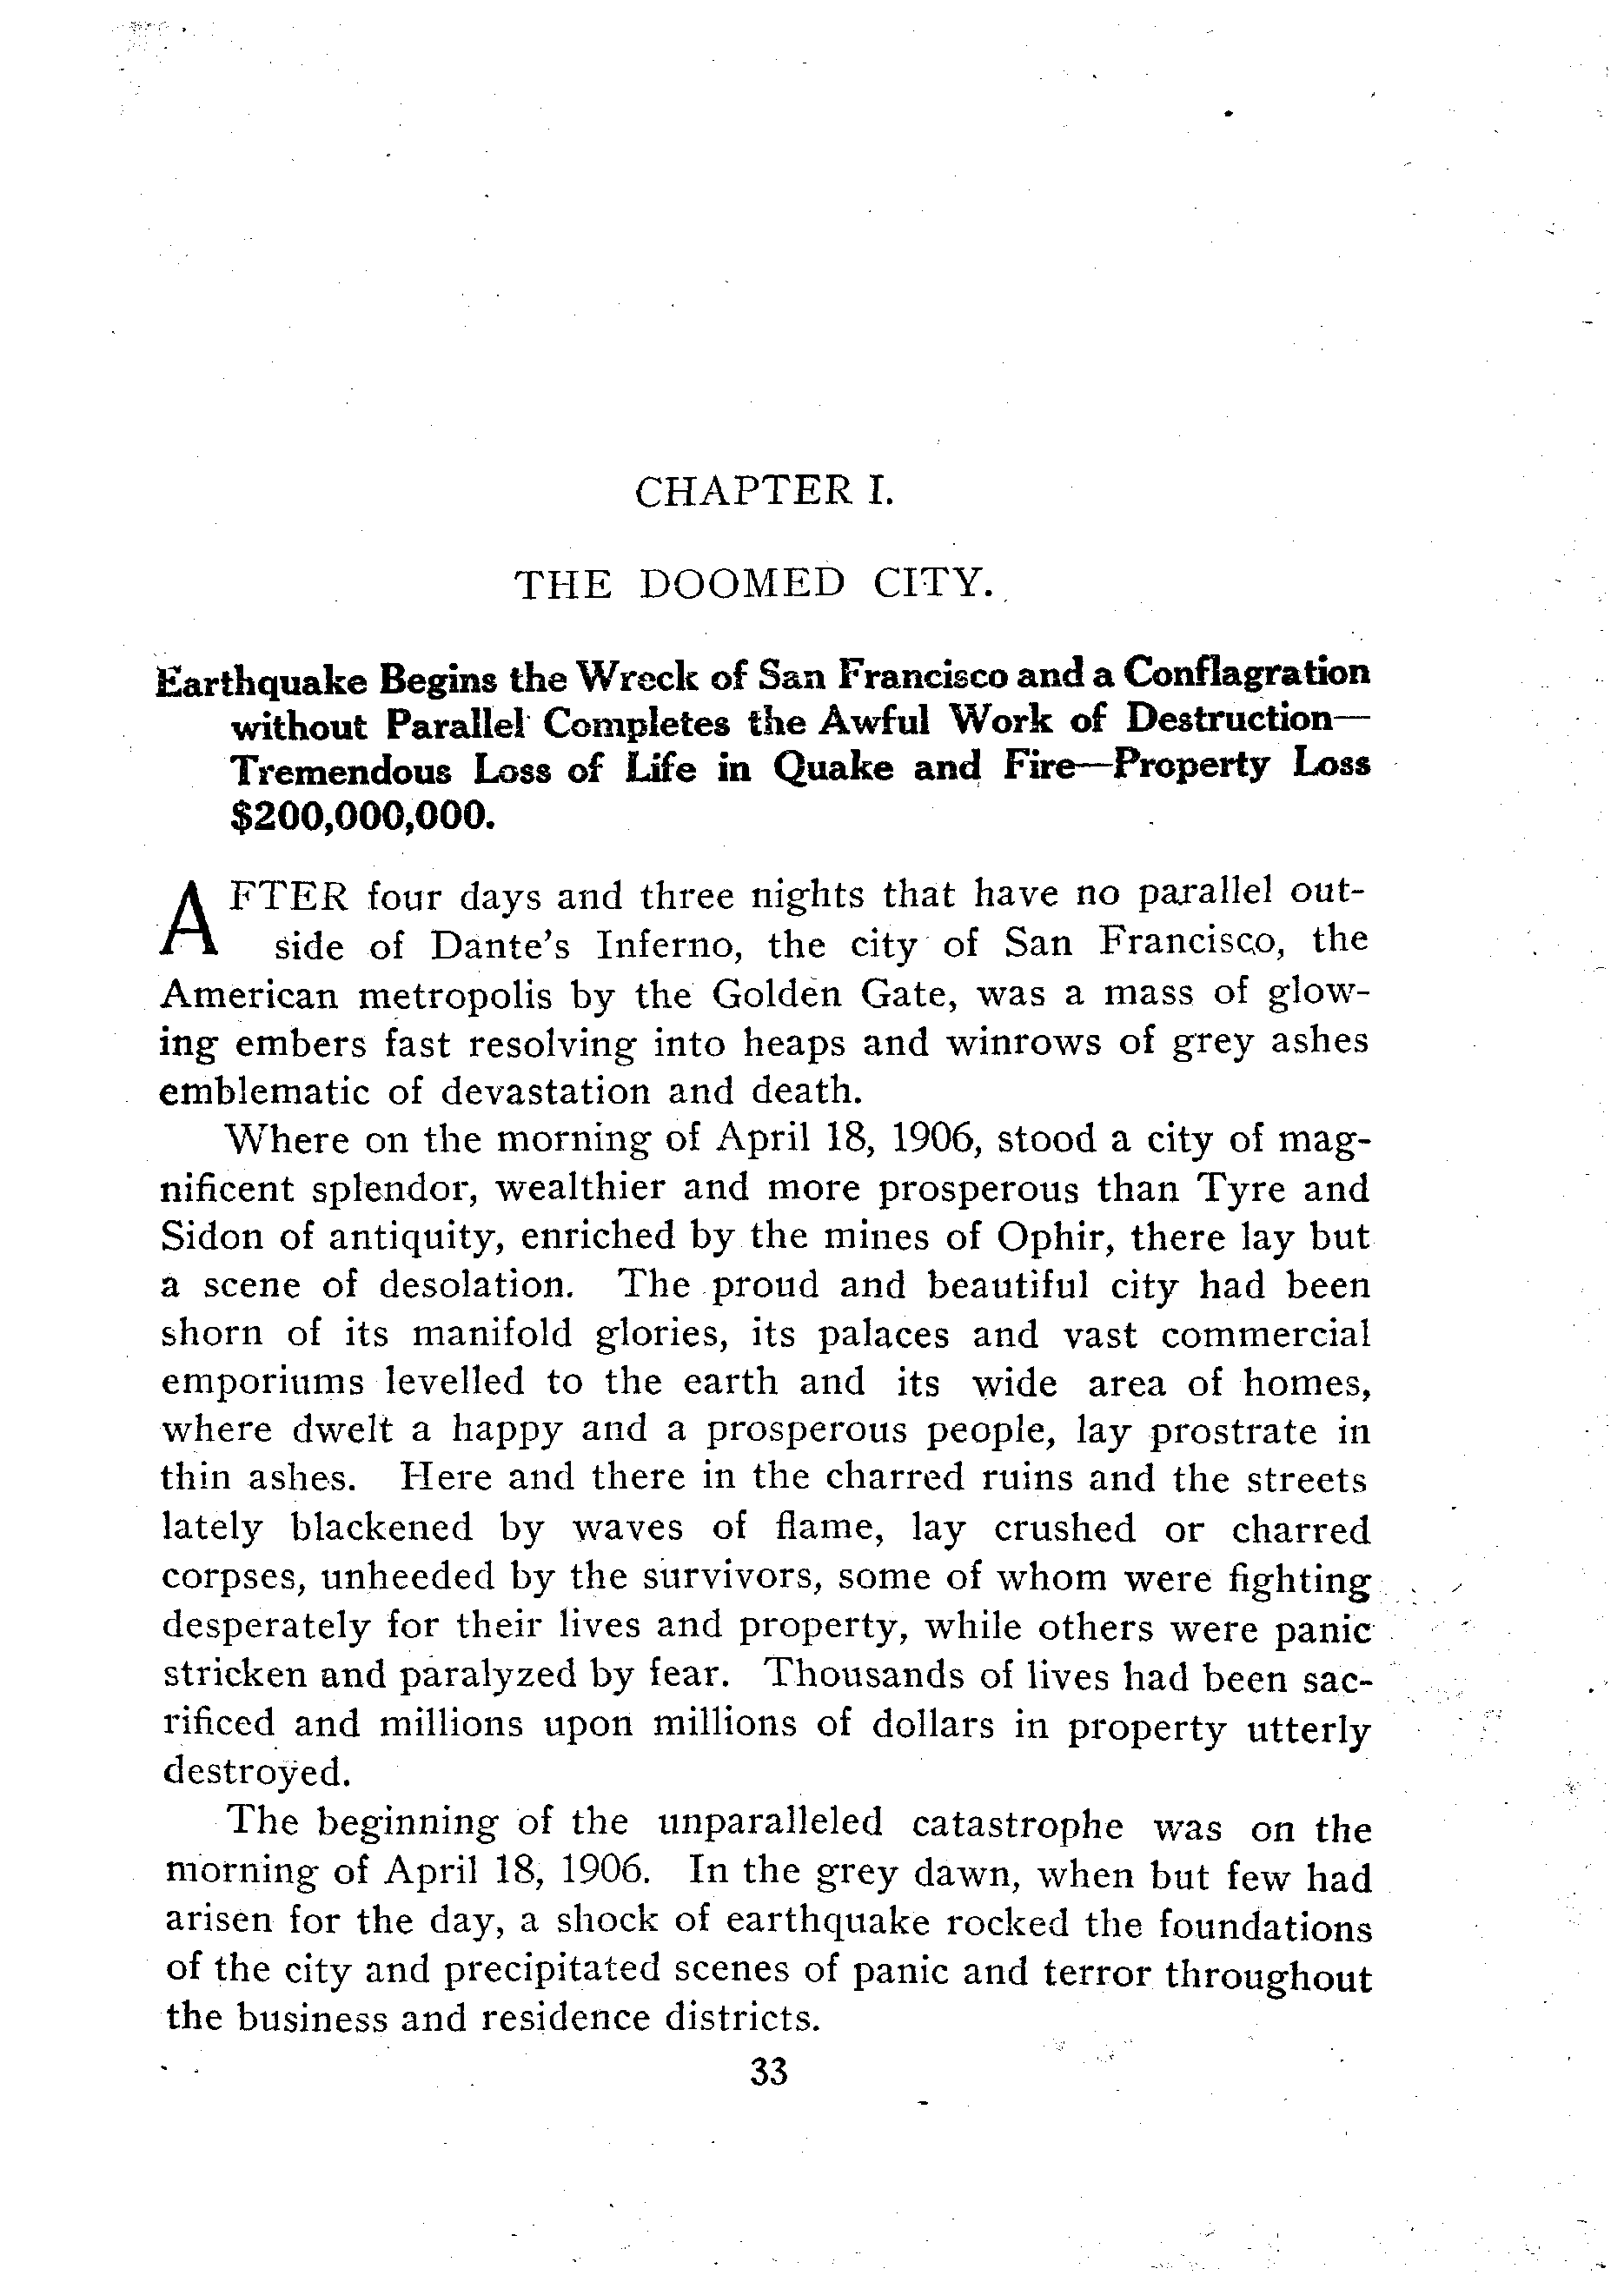 CHAPTER I.
THE DOOMED CITY.
Earthquake Begins the Wreck of San Francisco and a Conflagration
without Parallel Completes the Awful Work of Destruction—
Tremendous Loss of Life in Quake and Fire—Property Loss
$200,000,000.
AFTER four days and three nights that have no parallel out-
side of Dante's Inferno, the city of San Francisco, the
American metropolis by the Golden Gate, was a mass of glow-
ing embers fast resolving into heaps and winrows of grey ashes
emblematic of devastation and death.
Where on the morning of April 18, 1906, stood a city of mag-
nificent splendor, wealthier and more prosperous than Tyre and
Sidon of antiquity, enriched by the mines of Ophir, there lay but
a scene of desolation. The proud and beautiful city had been
shorn of its manifold glories, its palaces and vast commercial
emporiums levelled to the earth and its wide area of homes,
where dwelt a happy and a prosperous people, lay prostrate in
thin ashes. Here and there in the charred ruins and the streets
lately blackened by waves of flame, lay crushed or charred
corpses, unheeded by the survivors, some of whom were fighting
desperately for their lives and property, while others were panic
stricken and paralyzed by fear. Thousands of lives had been sac-
rificed and millions upon millions of dollars in property utterly
destroyed.
The beginning of the unparalleled catastrophe was on the
morning of April 18, 1906. In the grey dawn, when but few had
arisen for the day, a shock of earthquake rocked the foundations
of the city and precipitated scenes of panic and terror throughout
the business and residence districts.
33